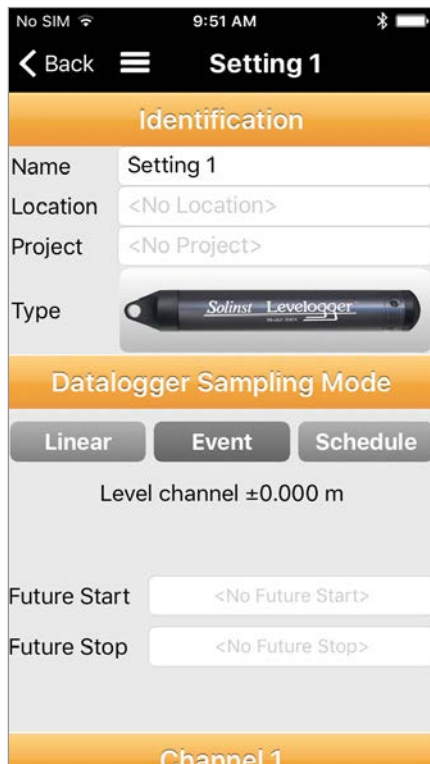 No SIM 9:51 AM
Back Setting 1
Identification
Name Setting 1
Location <No Location>
Project <No Project>
Type Solinst Levelogger
Datalogger Sampling Mode
Linear Event Schedule
Level channel ±0.000 m
Future Start <No Future Start>
Future Stop <No Future Stop>
Channel 1